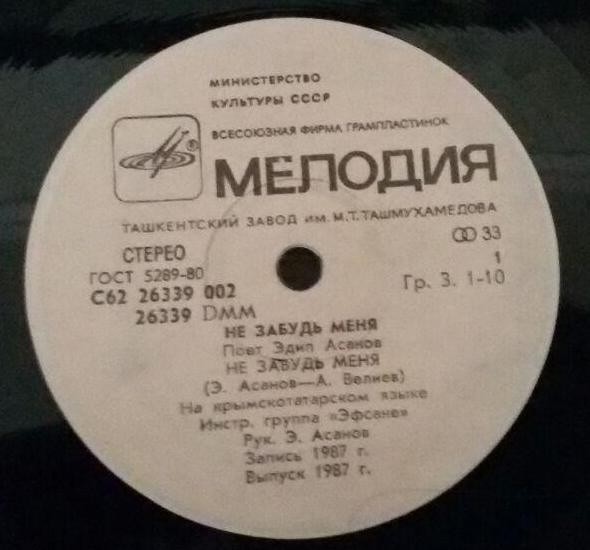 МИНИСТЕРСТВО
КУЛЬТУРЫ СССР
ВСЕСОЮЗНАЯ ФИРМА ГРАМПЛАСТИНОК
®
МЕЛОДИЯ
ТАШКЕНТСКИЙ ЗАВОД ИМ. М.Т. ТАШМУХАМЕДОВА
СТЕРЕО
33
ГОСТ 5289-80
1
С62 26339 002
Гр. 3. 1-10
26339 DMM
НЕ ЗАБУДЬ МЕНЯ
Поет Эдип Асанов
НЕ ЗАБУДЬ МЕНЯ
(Э. Асанов—А. Велиев)
На крымскотатарском языке
Инстр. группа «Эфсане»
Рук. Э. Асанов
Запись 1987 г.
Выпуск 1987 г.